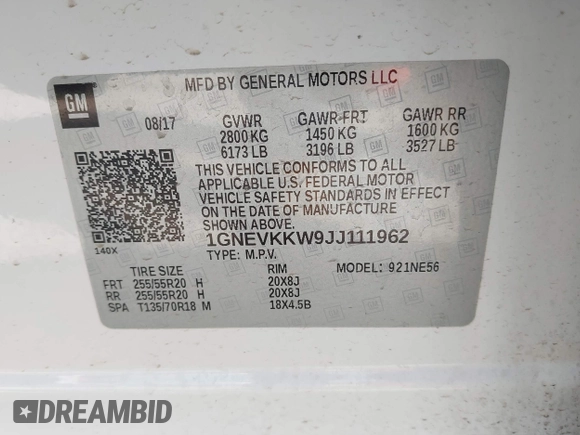 MFD BY GENERAL MOTORS LLC
GM
08/17 GVWR GAWR FRT GAWR RR
2800 KG 1450 KG 1600 KG
6173 LB 3196 LB 3527 LB
THIS VEHICLE CONFORMS TO ALL
APPLICABLE U.S. FEDERAL MOTOR
VEHICLE SAFETY STANDARDS IN EFFECT
ON THE DATE OF MANUFACTURE
SHOWN ABOVE.
140X
1GNEVKKW9JJ111962
TYPE: M.P.V.
TIRE SIZE RIM MODEL: 921NE56
FRT 255/55R20 H 20X8J
RR 255/55R20 H 20X8J
SPA T135/70R18 M 18X4.5B
DREAMBID